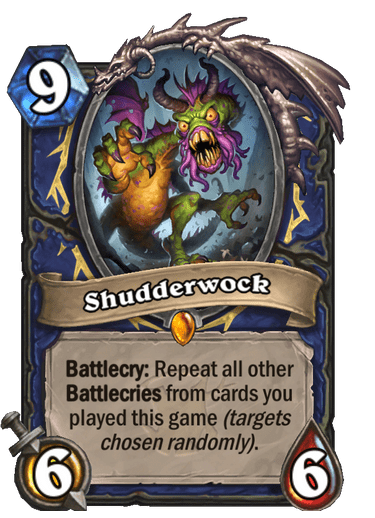 9
Shudderwock
Battlecry: Repeat all other
Battlecries from cards you
played this game (targets
chosen randomly).
6
6